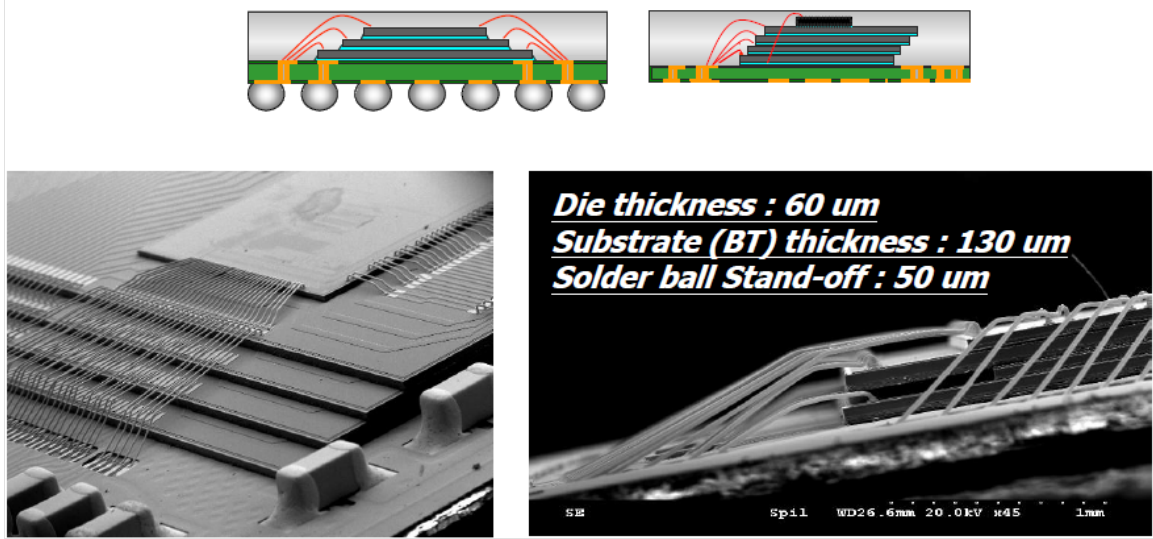 Die thickness : 60 um
Substrate (BT) thickness : 130 um
Solder ball Stand-off : 50 um
SE Spil WD26.6mm 20.0kV x45 1mm